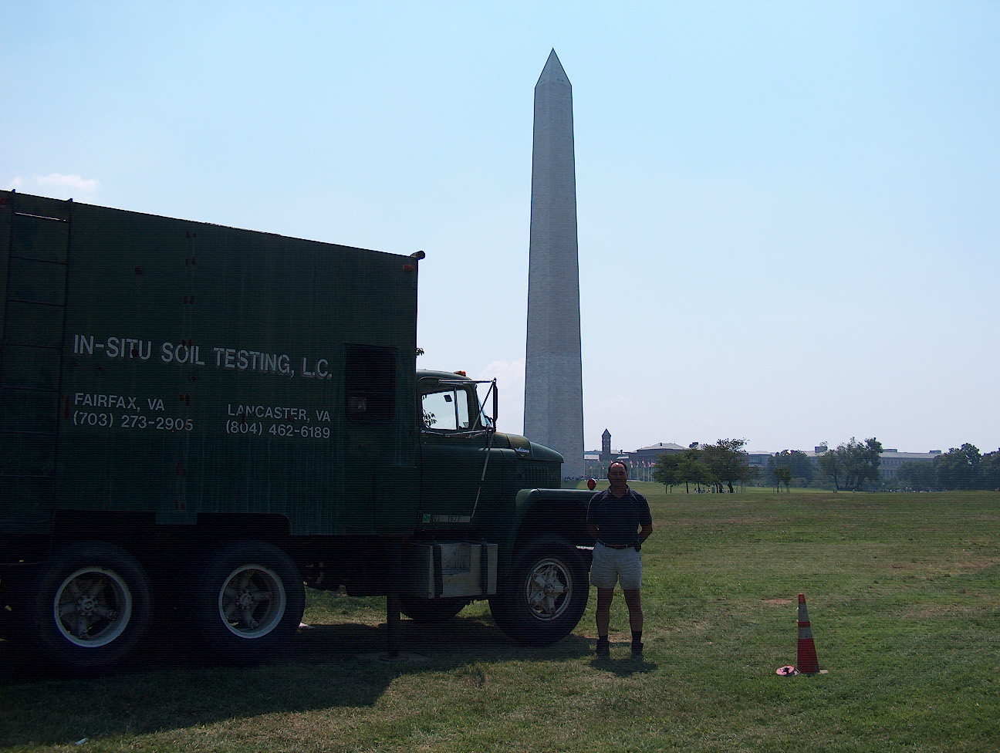 IN-SITU SOIL TESTING, L.C.
FAIRFAX, VA
(703) 273-2905
LANCASTER, VA
(804) 462-6189